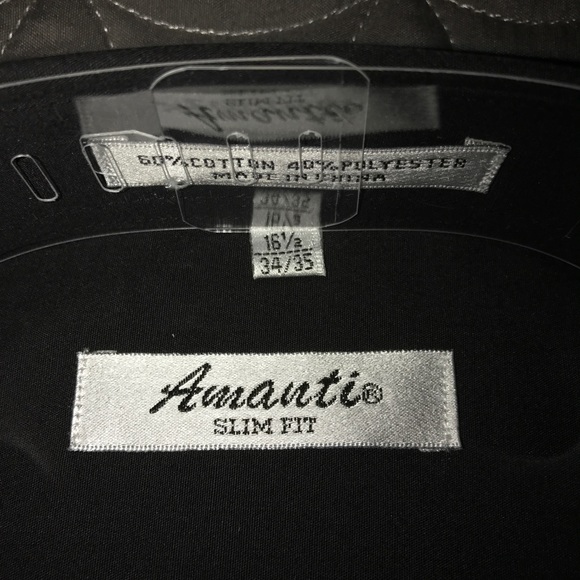 60% COTTON 40% POLYESTER
MADE IN CHINA
16½
34/35
Amanti®
SLIM FIT